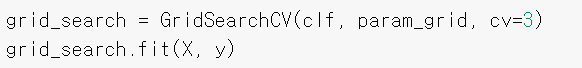 grid_search = GridSearchCV(clf, param_grid, cv=3)
grid_search.fit(X, y)